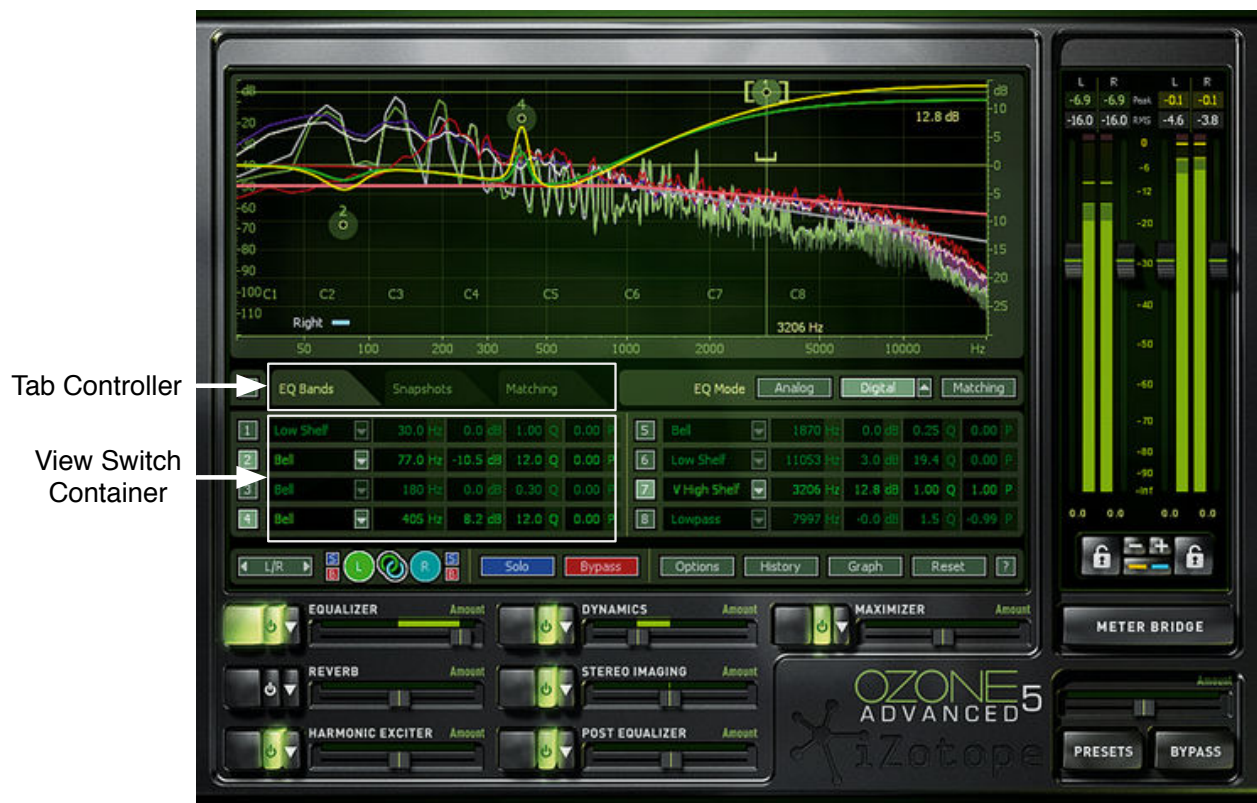 L R L R
-6.9 -6.9 Peak -0.1 -0.1
-16.0 -16.0 RMS -4.6 -3.8
dB 4 1 dB
12.8 dB
-20
-60
-70
-80
-90
-100
-110
-10
-5
-0
-5
-10
-15
-20
-25
2
C1 C2 C3 C4 C5 C6 C7 C8
Right
3206 Hz
50 100 200 300 500 1000 2000 5000 10000 Hz
0
-6
-12
-20
-30
-40
-50
-60
-70
-80
-90
-Inf
0.0 0.0 0.0 0.0
Tab Controller
EQ Bands Snapshots Matching EQ Mode Analog Digital Matching
View Switch
Container
1 Low Shelf 30.0 Hz 0.0 dB 1.00 Q 0.00 P 5 Bell 1870 Hz 0.0 dB 0.25 Q 0.00 P
2 Bell 77.0 Hz -10.5 dB 12.0 Q 0.00 P 6 Low Shelf 11053 Hz 3.0 dB 19.4 Q 0.00 P
3 Bell 180 Hz 0.0 dB 0.30 Q 0.00 P 7 V High Shelf 3206 Hz 12.8 dB 1.00 Q 1.00 P
4 Bell 405 Hz 8.2 dB 12.0 Q 0.00 P 8 Lowpass 7997 Hz -0.0 dB 1.5 Q -0.99 P
L/R S B L R S B Solo Bypass Options History Graph Reset ?
EQUALIZER Amount DYNAMICS Amount MAXIMIZER Amount
METER BRIDGE
REVERB Amount STEREO IMAGING Amount
OZONE 5
ADVANCED
iZotope
Amount
HARMONIC EXCITER Amount POST EQUALIZER Amount
PRESETS BYPASS